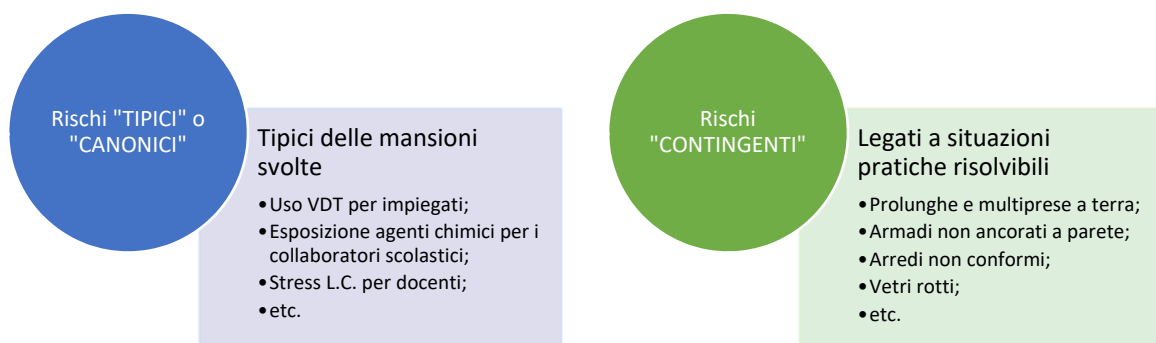 Rischi "TIPICI" o
"CANONICI"
Tipici delle mansioni
svolte
•Uso VDT per impiegati;
•Esposizione agenti chimici per i
collaboratori scolastici;
•Stress L.C. per docenti;
•etc.
Rischi
"CONTINGENTI"
Legati a situazioni
pratiche risolvibili
•Prolunghe e multiprese a terra;
•Armadi non ancorati a parete;
•Arredi non conformi;
•Vetri rotti;
•etc.